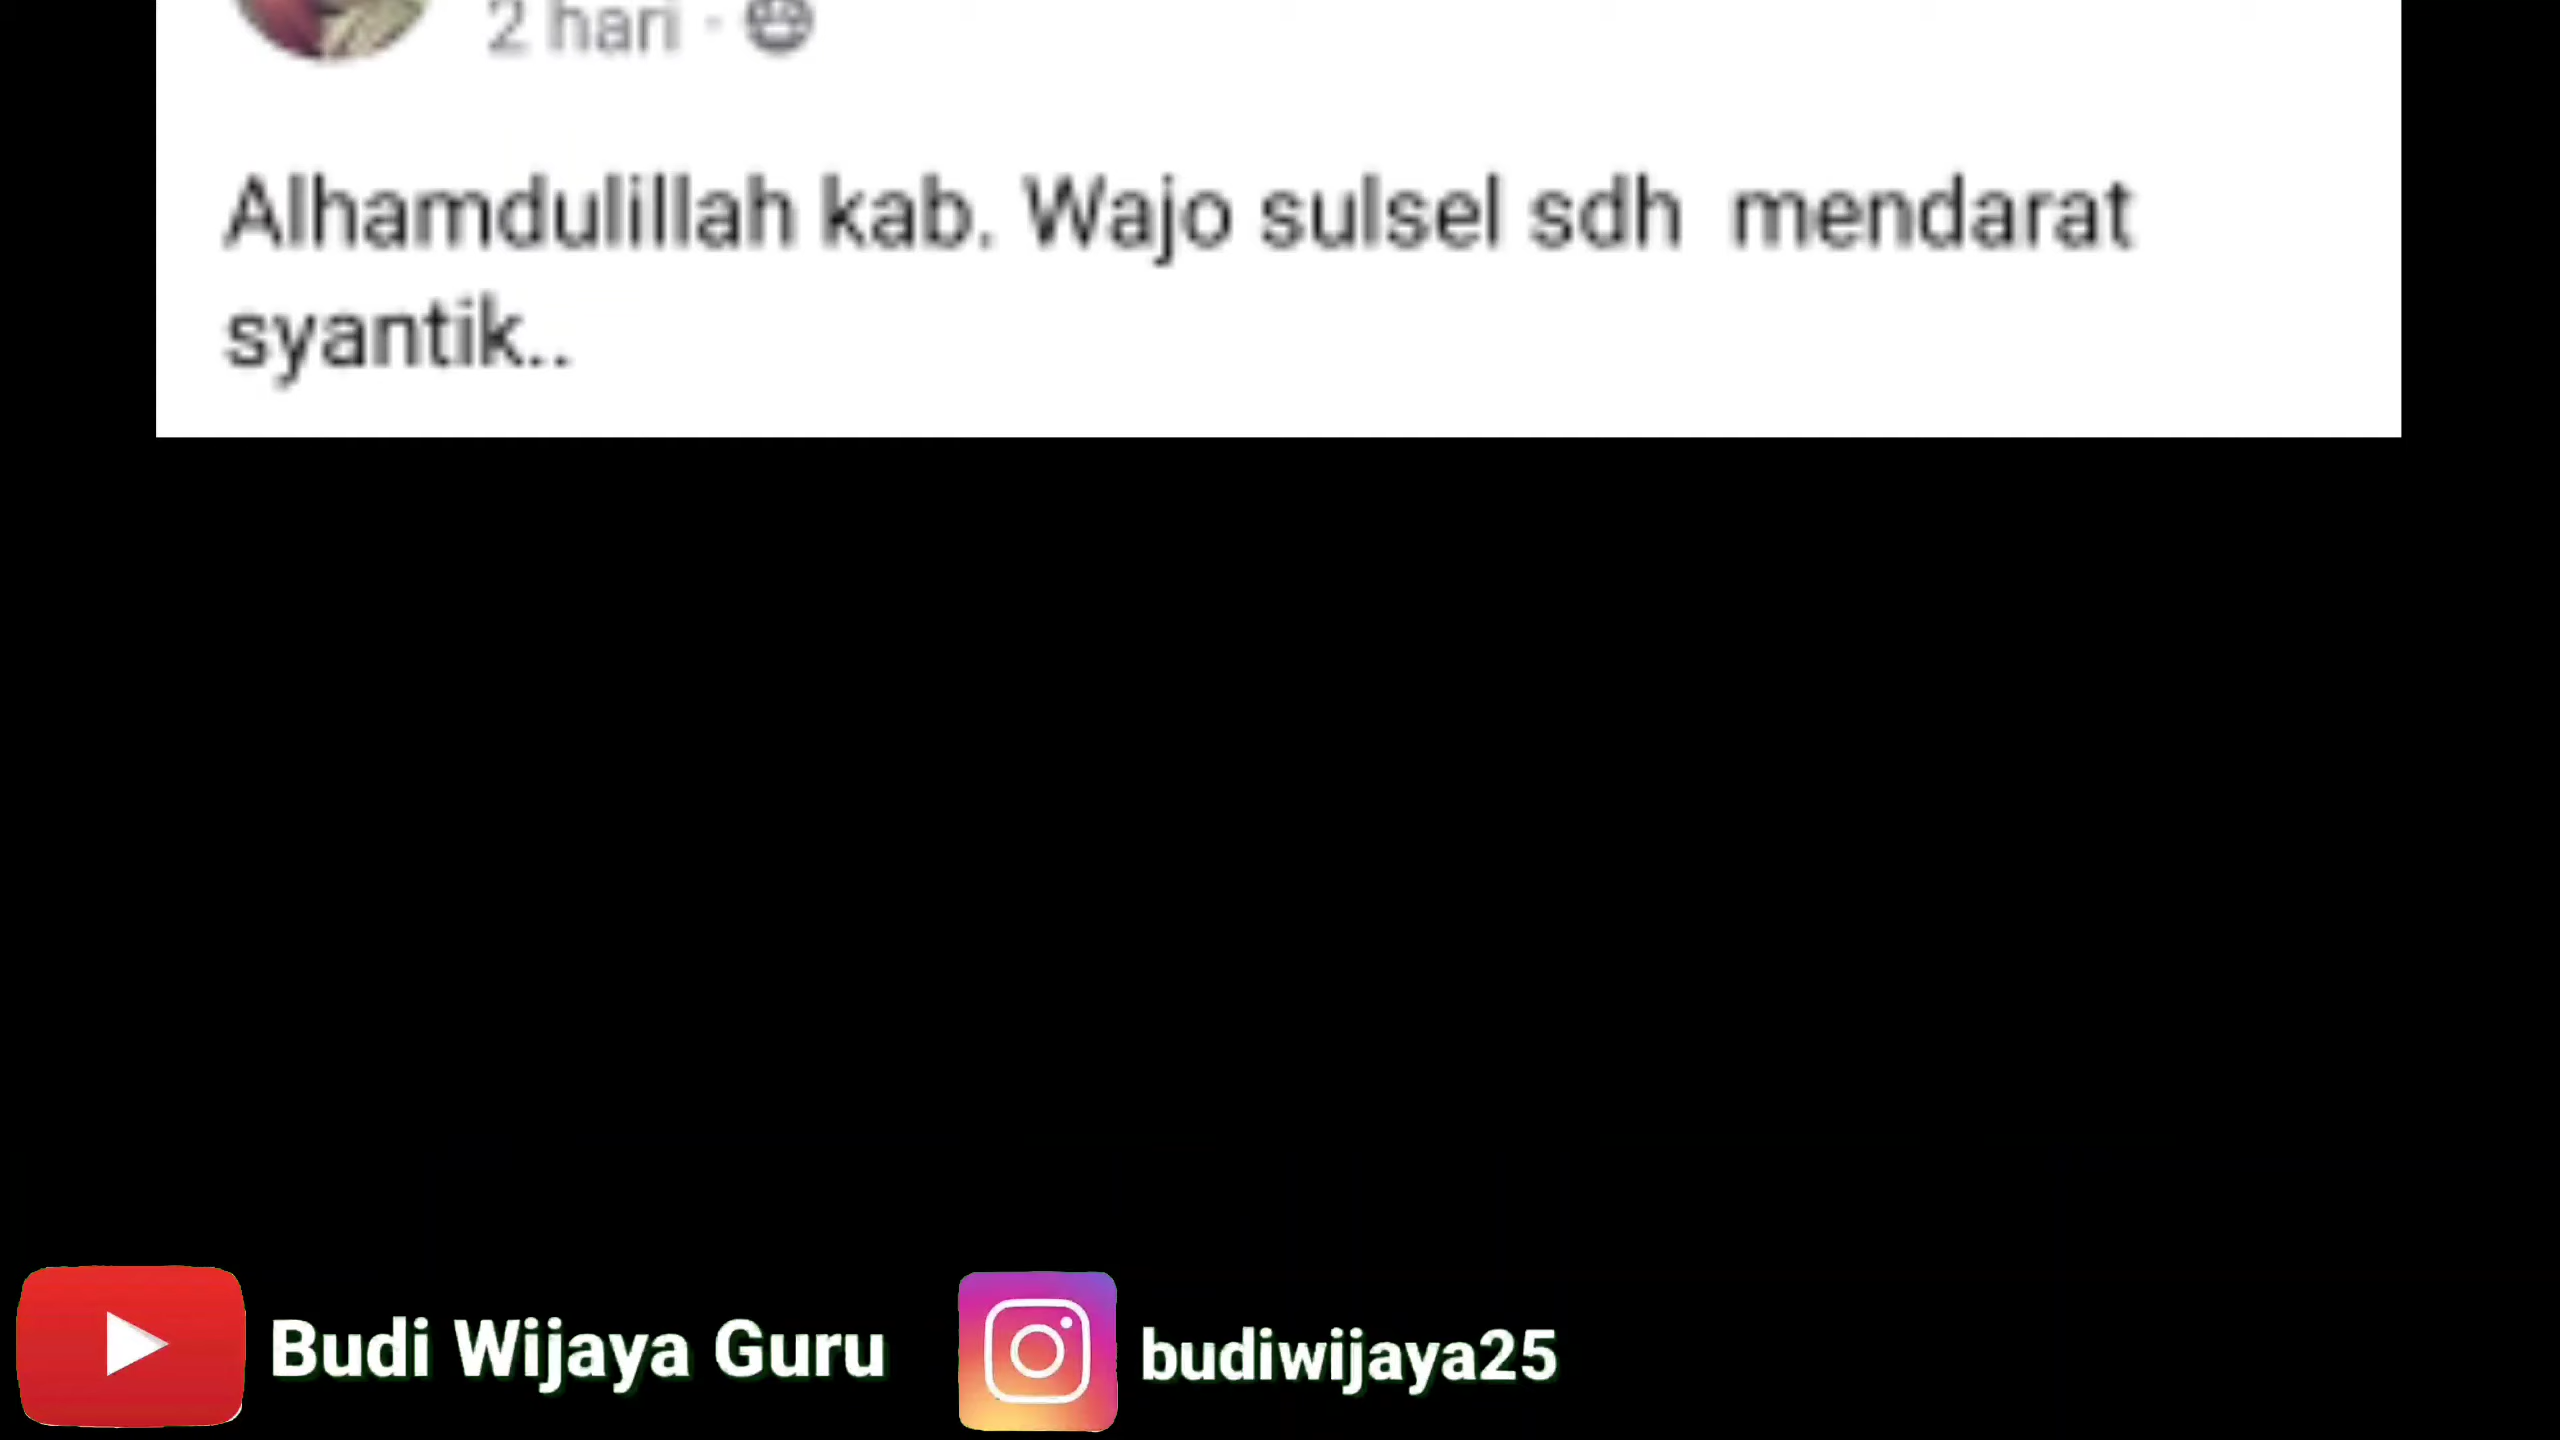 2 hari ·
Alhamdulillah kab. Wajo sulsel sdh  mendarat
syantik..
Budi Wijaya Guru
budiwijaya25